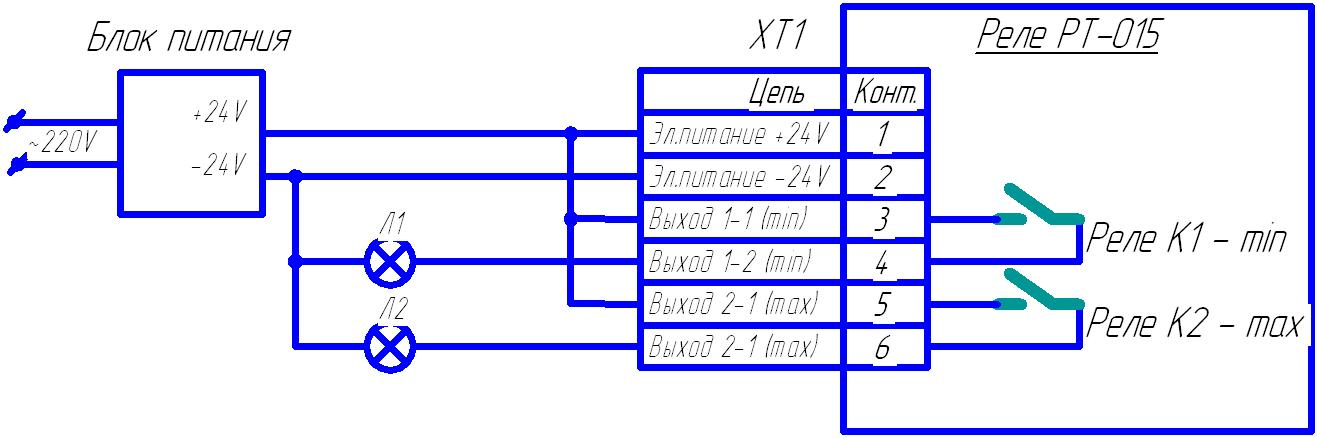 Блок питания
ХТ1
Реле РТ-015
+24V
~220V
-24V
Цепь Конт.
Эл.питание +24V 1
Эл.питание -24V 2
Выход 1-1 (min) 3
Выход 1-2 (min) 4
Выход 2-1 (max) 5
Выход 2-1 (max) 6
Л1
Л2
Реле К1 - min
Реле К2 - max